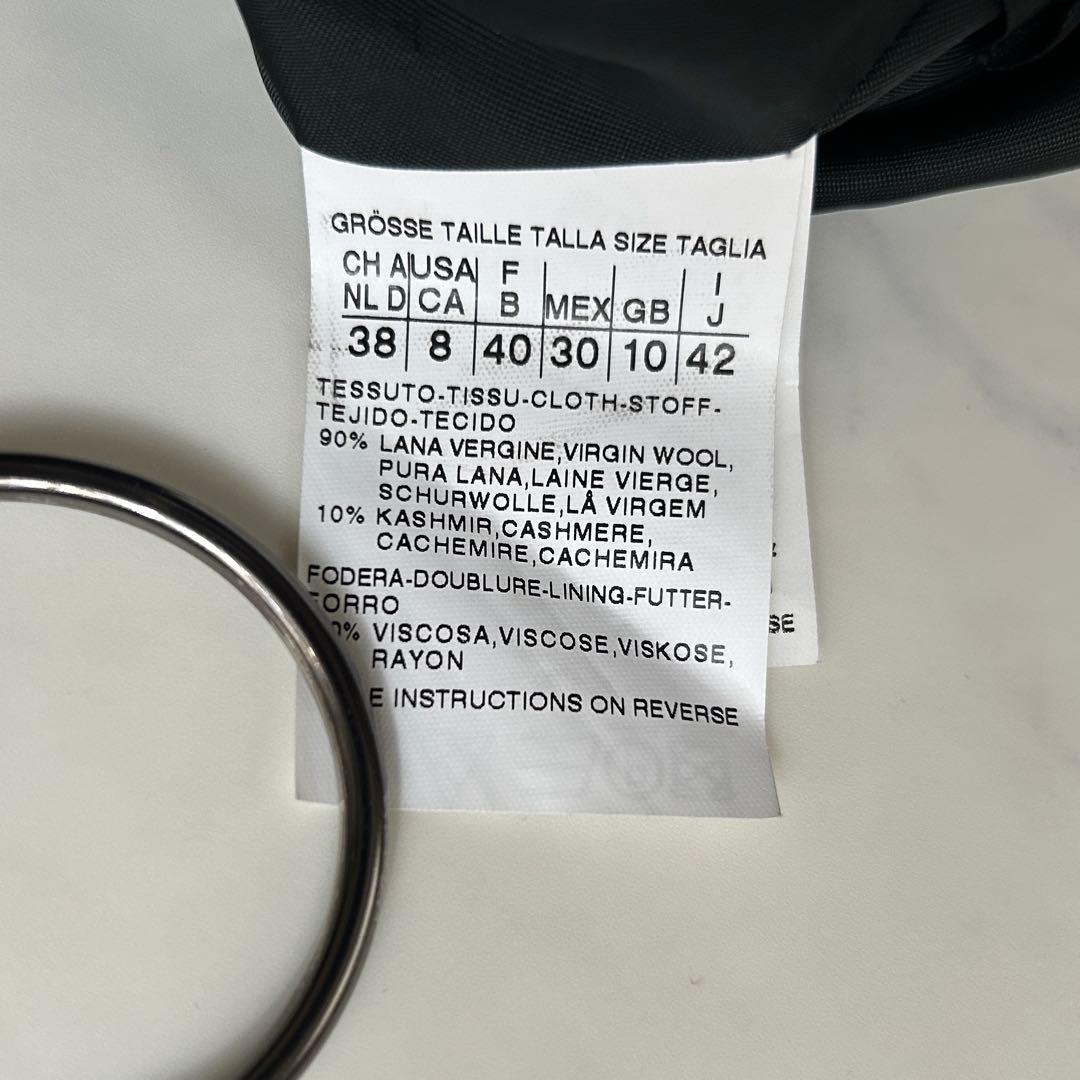 GRÖSSE TAILLE TALLA SIZE TAGLIA
CH A USA F I
NL D CA B MEX GB J
38 8 40 30 10 42
TESSUTO-TISSU-CLOTH-STOFF-
TEJIDO-TECIDO
90% LANA VERGINE,VIRGIN WOOL,
PURA LANA,LAINE VIERGE,
SCHURWOLLE,LÅ VIRGEM
10% KASHMIR,CASHMERE,
CACHEMIRE,CACHEMIRA
FODERA-DOUBLURE-LINING-FUTTER-
FORRO
VISCOSA,VISCOSE,VISKOSE,
RAYON
INSTRUCTIONS ON REVERSE